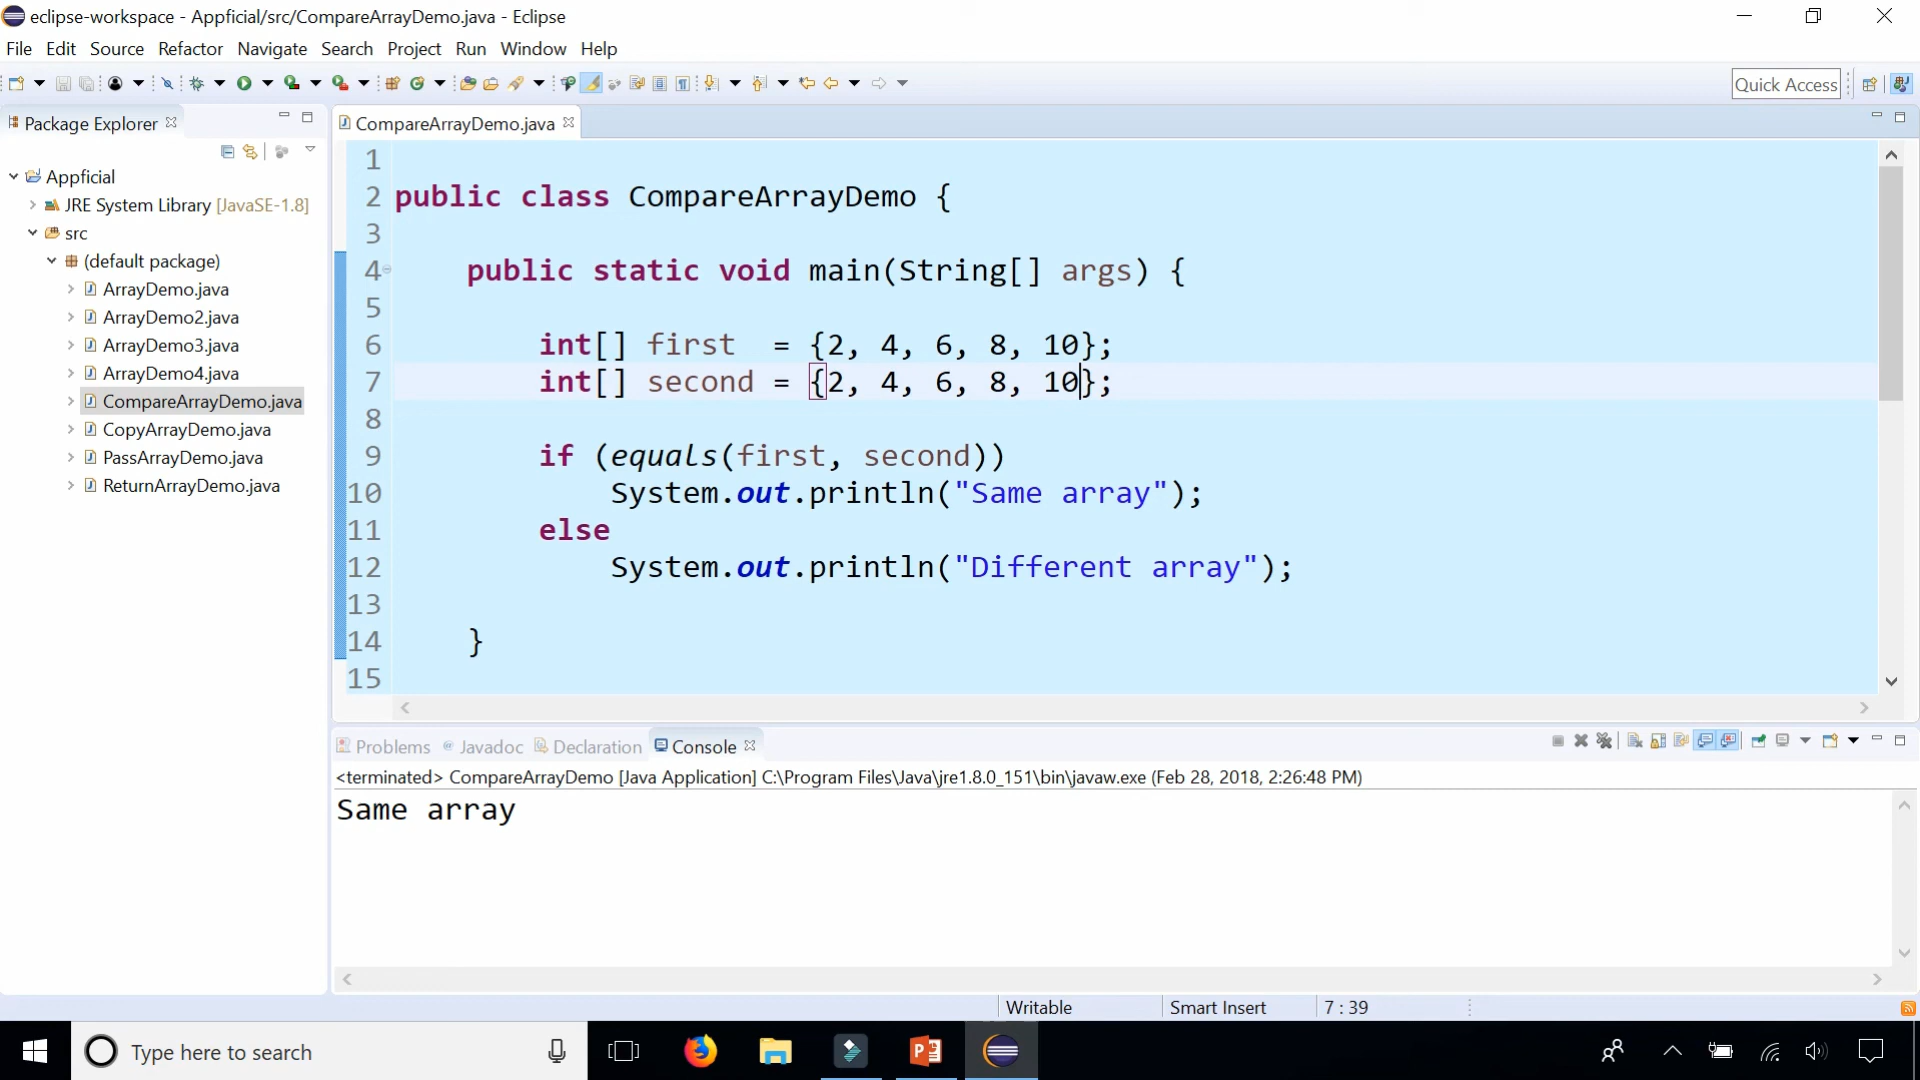 eclipse-workspace - Appficial/src/CompareArrayDemo.java - Eclipse
File Edit Source Refactor Navigate Search Project Run Window Help
Quick Access
Package Explorer
CompareArrayDemo.java
Appficial
JRE System Library [JavaSE-1.8]
src
(default package)
ArrayDemo.java
ArrayDemo2.java
ArrayDemo3.java
ArrayDemo4.java
CompareArrayDemo.java
CopyArrayDemo.java
PassArrayDemo.java
ReturnArrayDemo.java
1
2 public class CompareArrayDemo {
3
4 public static void main(String[] args) {
5
6 int[] first  = {2, 4, 6, 8, 10};
7 int[] second = {2, 4, 6, 8, 10};
8
9 if (equals(first, second))
10 System.out.println("Same array");
11 else
12 System.out.println("Different array");
13
14 }
15
Problems Javadoc Declaration Console
<terminated> CompareArrayDemo [Java Application] C:\Program Files\Java\jre1.8.0_151\bin\javaw.exe (Feb 28, 2018, 2:26:48 PM)
Same array
Writable Smart Insert 7 : 39
Type here to search